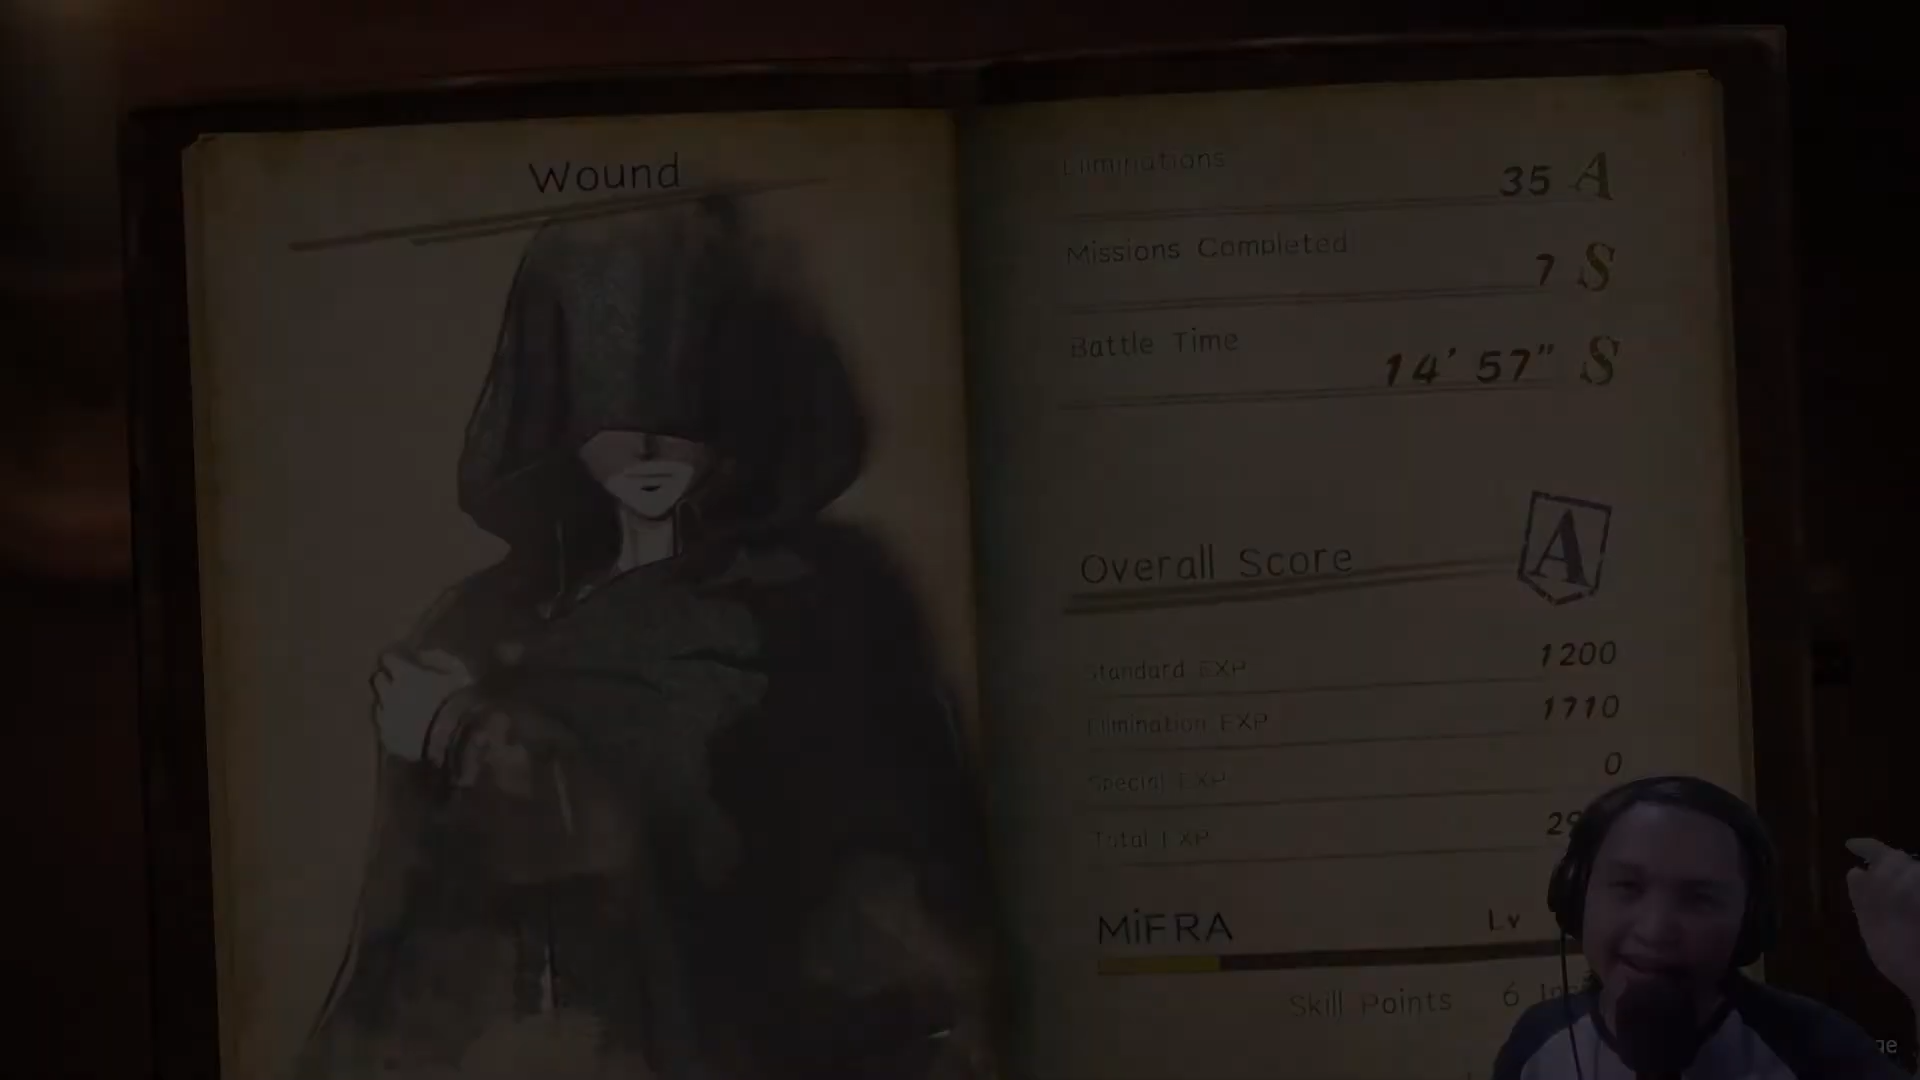 Wound
Eliminations
35 A
Missions Completed
7 S
Battle Time
14' 57" S
Overall Score
A
Standard EXP
1200
Elimination EXP
1710
Special EXP
0
Total EXP
MiFRA
Lv
Skill Points 6